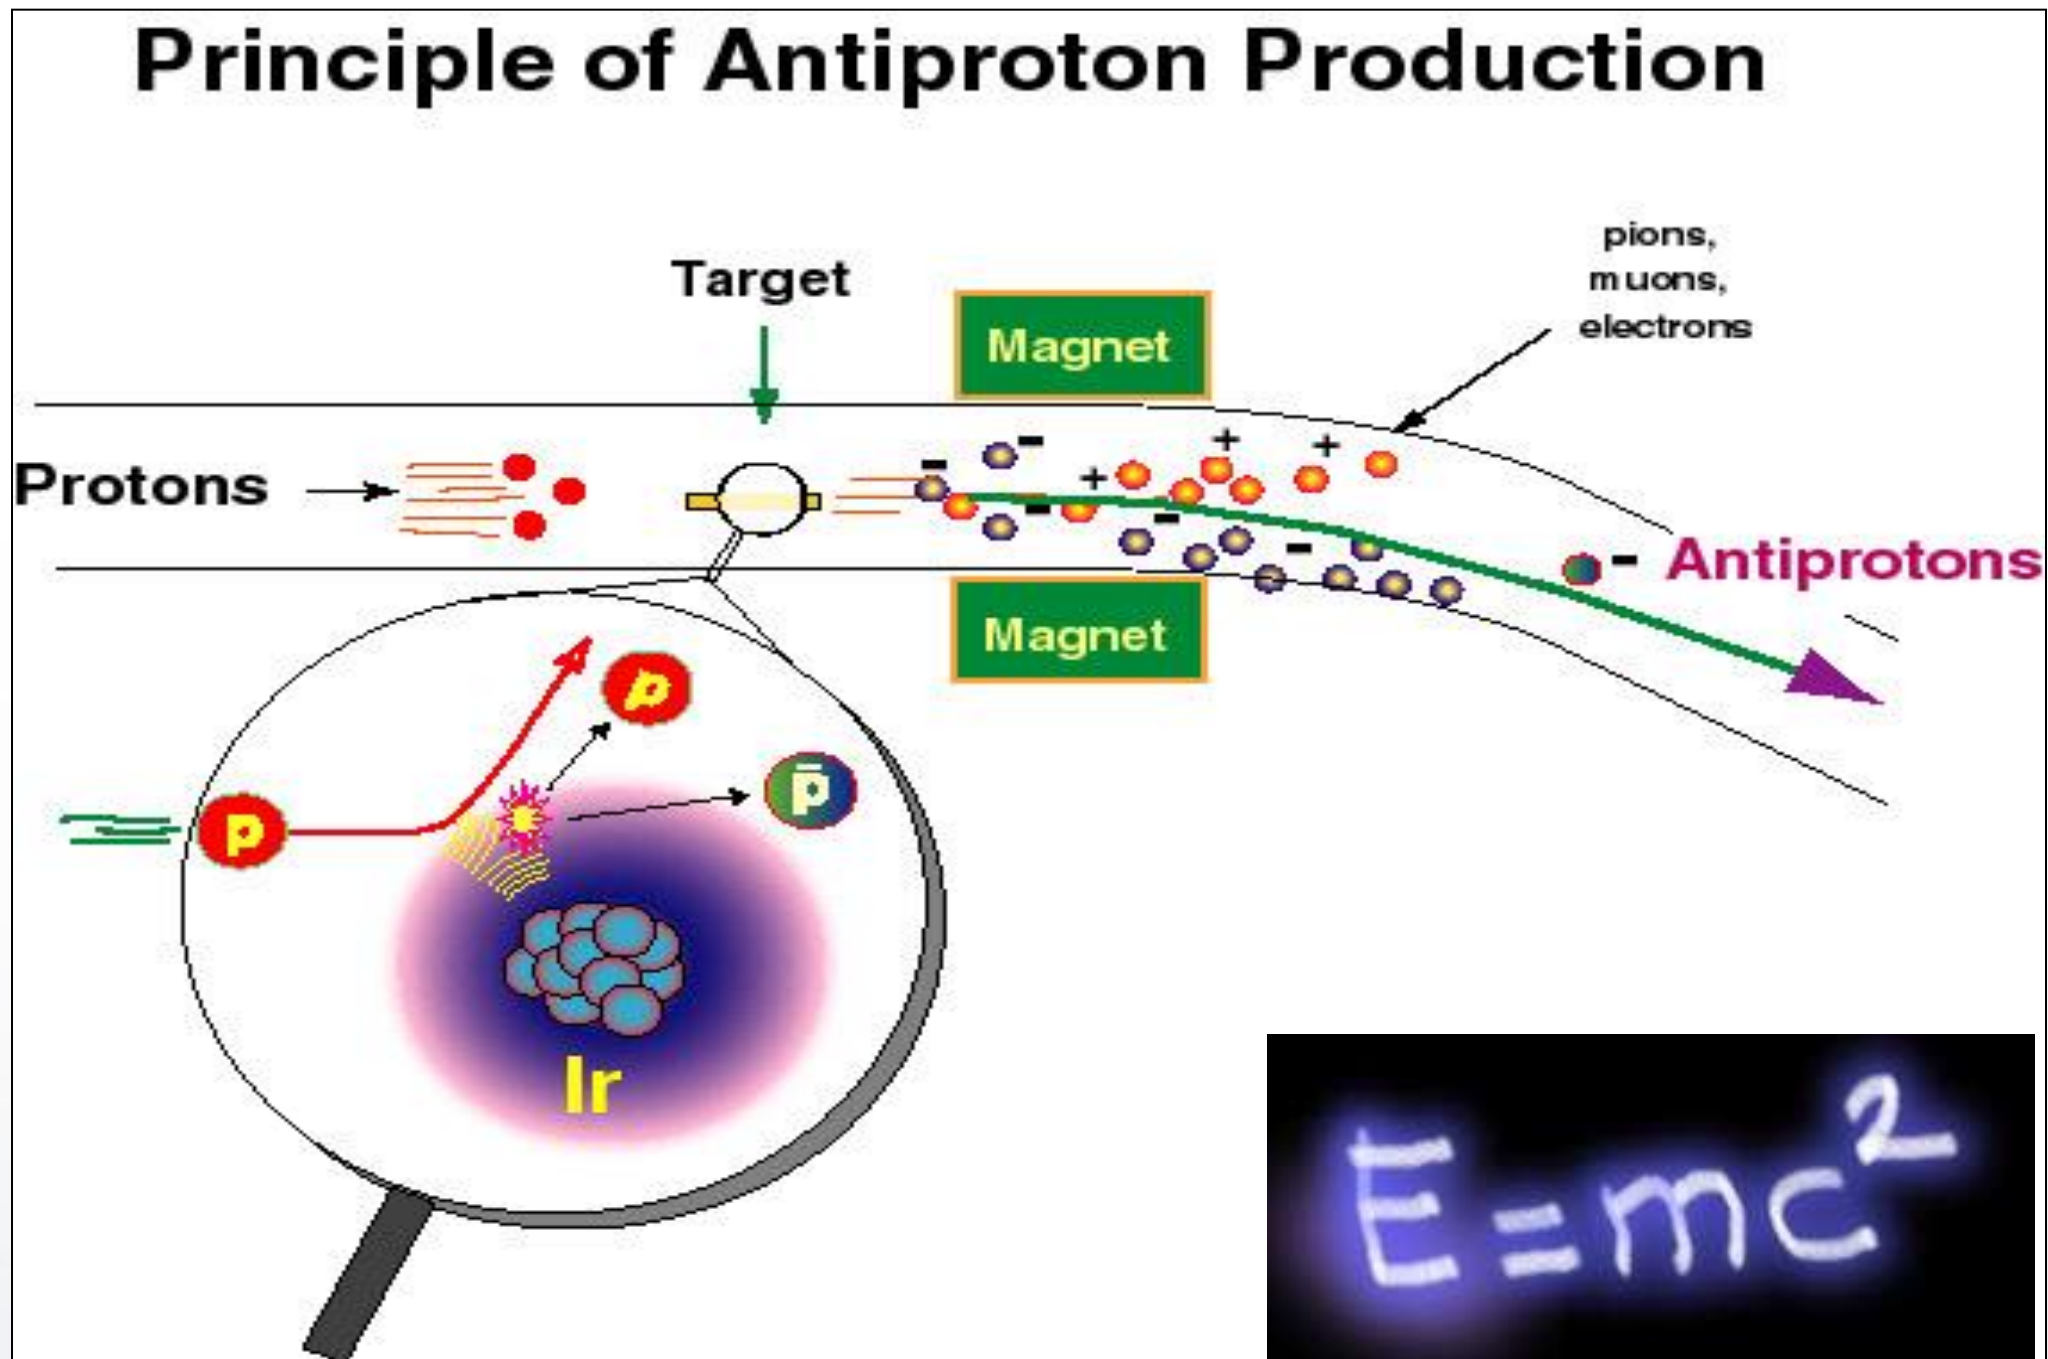 Principle of Antiproton Production
pions,
muons,
electrons
Target
Magnet
- - + + +
Protons
- - -
- Antiprotons
Magnet
p
p̄
p
Ir
E=mc²